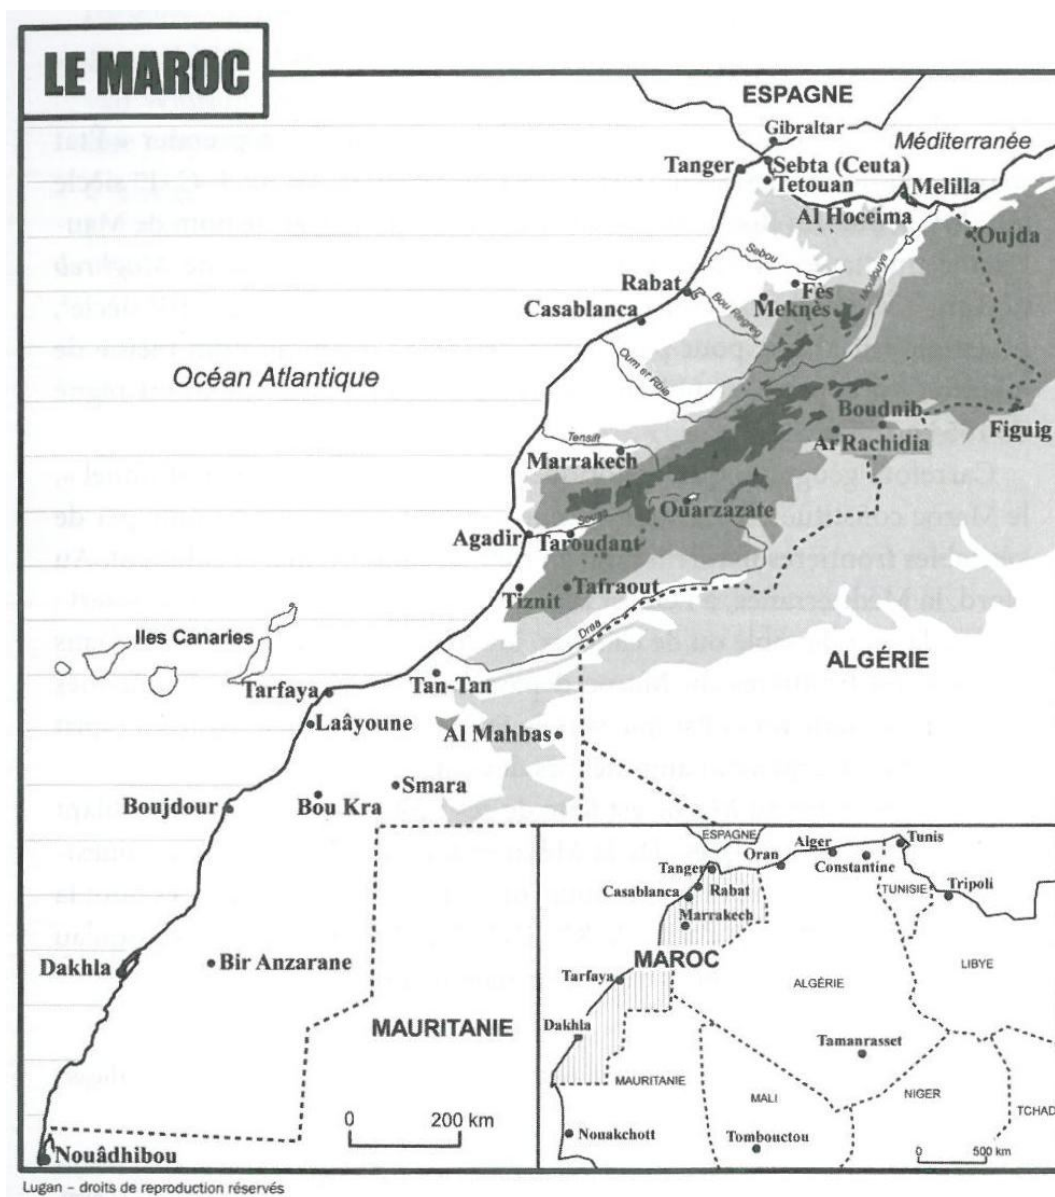 LE MAROC
ESPAGNE
Gibraltar
Méditerranée
Tanger
Sebta (Ceuta)
Tetouan
Melilla
Al Hoceima
Oujda
Sebou
Moulouya
Rabat
Fès
Meknès
Bou Regreg
Casablanca
Oum er Rbia
Océan Atlantique
Boudnib
Figuig
Ar Rachidia
Tensift
Marrakech
Ouarzazate
Souss
Agadir
Taroudant
Tiznit
Tafraout
Draa
Iles Canaries
ALGÉRIE
Tan-Tan
Tarfaya
Laâyoune
Al Mahbas
Smara
Bou Kra
Boujdour
Dakhla
Bir Anzarane
MAURITANIE
0 200 km
Nouâdhibou
ESPAGNE
Tunis
Alger
Oran
Constantine
Tanger
TUNISIE
Tripoli
Casablanca
Rabat
Marrakech
MAROC
LIBYE
Tarfaya
ALGÉRIE
Dakhla
Tamanrasset
MAURITANIE
MALI
NIGER
TCHAD
Nouakchott
Tombouctou
0 500 km
Lugan – droits de reproduction réservés